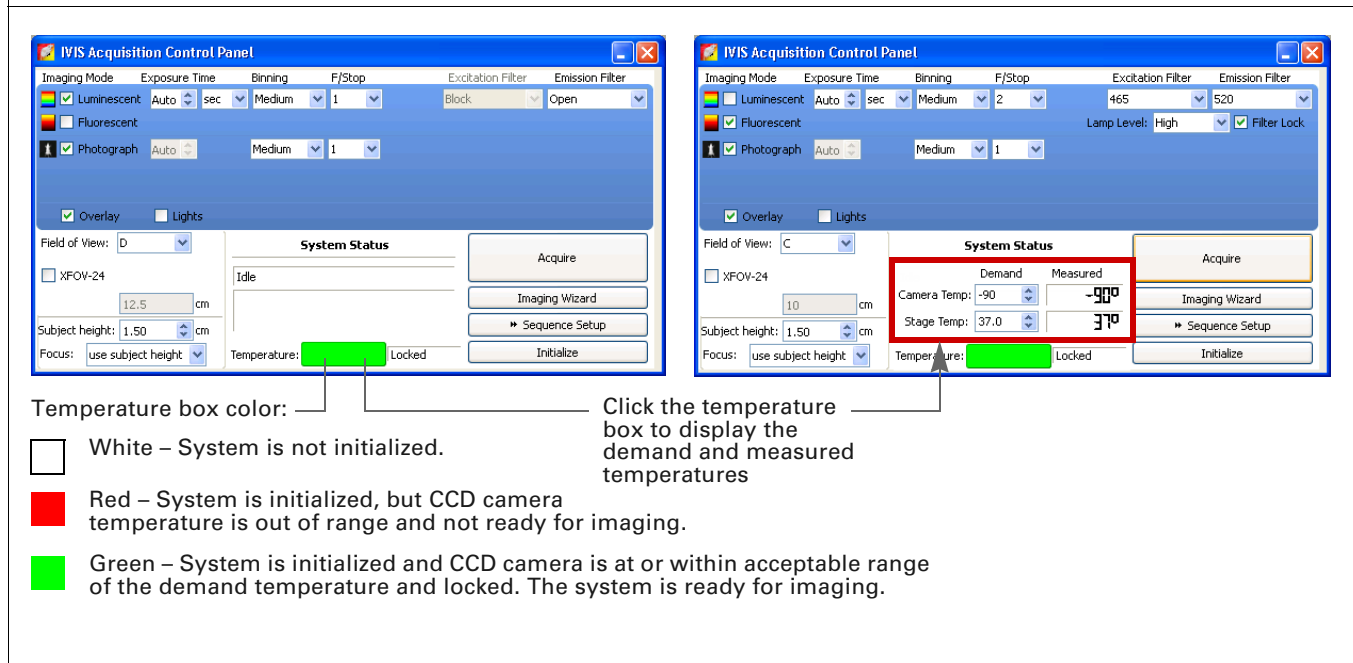 IVIS Acquisition Control Panel
Imaging Mode Exposure Time Binning F/Stop Excitation Filter Emission Filter
Luminescent Auto sec Medium 1 Block Open
Fluorescent
Photograph Auto Medium 1
Overlay Lights
Field of View: D
XFOV-24
12.5 cm
Subject height: 1.50 cm
Focus: use subject height
System Status
Idle
Temperature: Locked
Acquire
Imaging Wizard
Sequence Setup
Initialize
IVIS Acquisition Control Panel
Imaging Mode Exposure Time Binning F/Stop Excitation Filter Emission Filter
Luminescent Auto sec Medium 2 465 520
Fluorescent Lamp Level: High Filter Lock
Photograph Auto Medium 1
Overlay Lights
Field of View: C
XFOV-24
10 cm
Subject height: 1.50 cm
Focus: use subject height
System Status
Demand Measured
Camera Temp: -90 -90º
Stage Temp: 37.0 37º
Temperature: Locked
Acquire
Imaging Wizard
Sequence Setup
Initialize
Temperature box color:
White – System is not initialized.
Red – System is initialized, but CCD camera
temperature is out of range and not ready for imaging.
Green – System is initialized and CCD camera is at or within acceptable range
of the demand temperature and locked. The system is ready for imaging.
Click the temperature
box to display the
demand and measured
temperatures